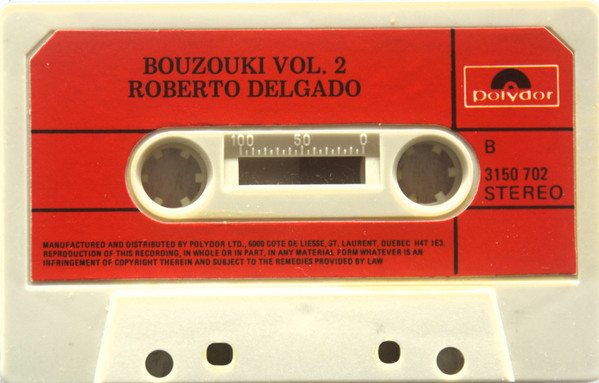 BOUZOUKI VOL. 2
ROBERTO DELGADO
polydor
B
3150 702
STEREO
100 50 0
MANUFACTURED AND DISTRIBUTED BY POLYDOR LTD., 6000 COTE DE LIESSE, ST. LAURENT, QUEBEC H4T 1E3.
REPRODUCTION OF THIS RECORDING, IN WHOLE OR IN PART, IN ANY MATERIAL FORM WHATEVER IS AN
INFRINGEMENT OF COPYRIGHT THEREIN AND SUBJECT TO THE REMEDIES PROVIDED BY LAW